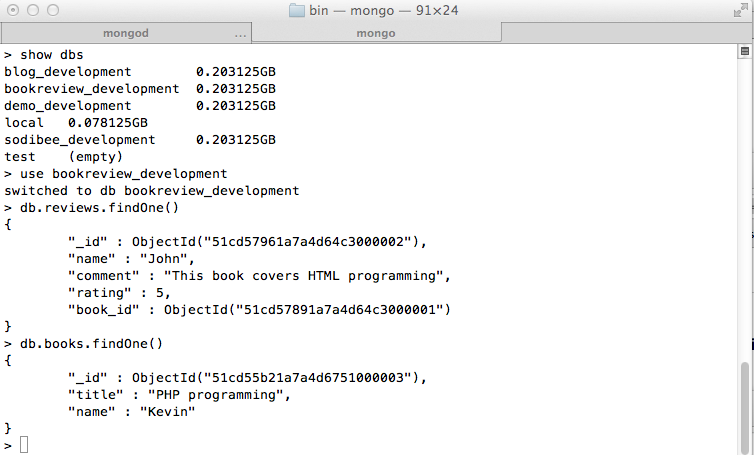 bin — mongo — 91×24
mongod ... mongo
> show dbs
blog_development 0.203125GB
bookreview_development 0.203125GB
demo_development 0.203125GB
local 0.078125GB
sodibee_development 0.203125GB
test (empty)
> use bookreview_development
switched to db bookreview_development
> db.reviews.findOne()
{
"_id" : ObjectId("51cd57961a7a4d64c3000002"),
"name" : "John",
"comment" : "This book covers HTML programming",
"rating" : 5,
"book_id" : ObjectId("51cd57891a7a4d64c3000001")
}
> db.books.findOne()
{
"_id" : ObjectId("51cd55b21a7a4d6751000003"),
"title" : "PHP programming",
"name" : "Kevin"
}
>